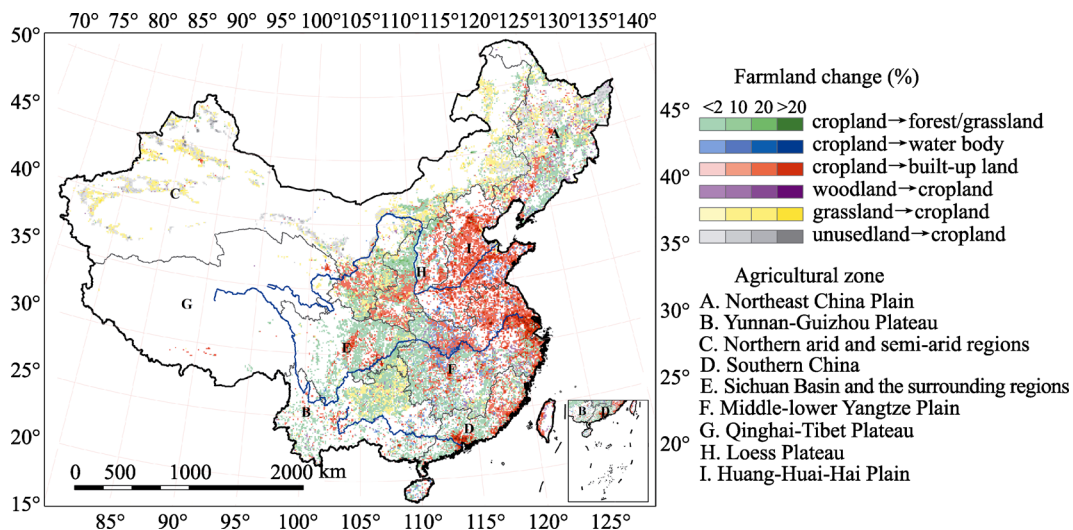 70° 75° 80° 85° 90° 95° 100° 105° 110° 115° 120° 125° 130° 135° 140°
50°
45°
40°
35°
30°
25°
20°
15°
45°
40°
35°
30°
25°
20°
A
C
I
H
G
E
F
B
D
B D
0 500 1000 2000 km
85° 90° 95° 100° 105° 110° 115° 120° 125°
Farmland change (%)
<2 10 20 >20
cropland→forest/grassland
cropland→water body
cropland→built-up land
woodland→cropland
grassland→cropland
unusedland→cropland
Agricultural zone
A. Northeast China Plain
B. Yunnan-Guizhou Plateau
C. Northern arid and semi-arid regions
D. Southern China
E. Sichuan Basin and the surrounding regions
F. Middle-lower Yangtze Plain
G. Qinghai-Tibet Plateau
H. Loess Plateau
I. Huang-Huai-Hai Plain